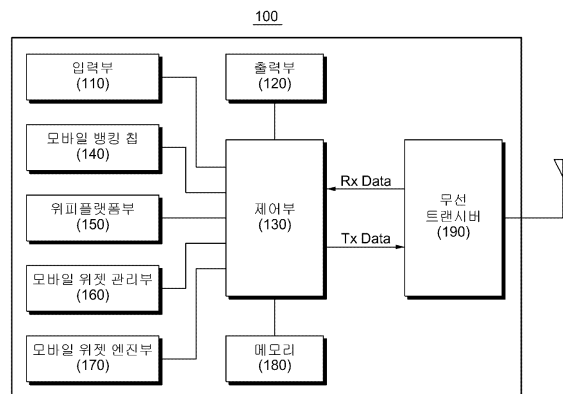 100
입력부
(110)
출력부
(120)
모바일 뱅킹 칩
(140)
위피플랫폼부
(150)
모바일 위젯 관리부
(160)
모바일 위젯 엔진부
(170)
제어부
(130)
Rx Data
Tx Data
무선
트랜시버
(190)
메모리
(180)